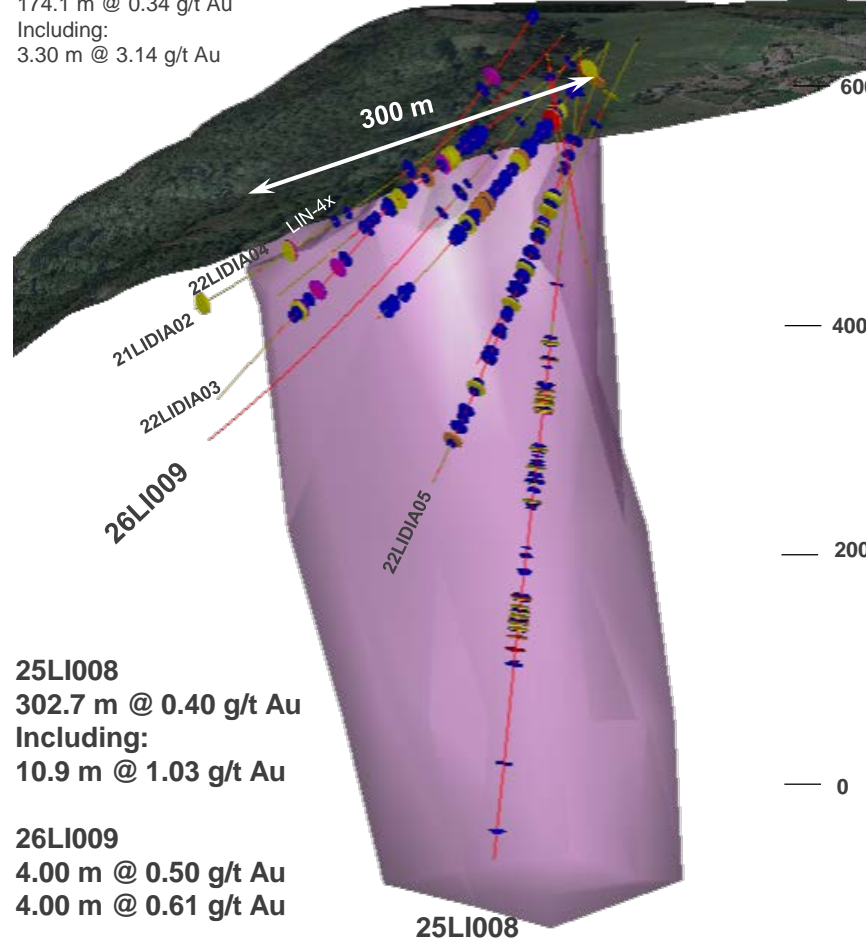 174.1 m @ 0.34 g/t Au
Including:
3.30 m @ 3.14 g/t Au
300 m
LIN-4x
22LIDIA04
21LIDIA02
22LIDIA03
26LI009
22LIDIA05
400
200
0
25LI008
302.7 m @ 0.40 g/t Au
Including:
10.9 m @ 1.03 g/t Au
26LI009
4.00 m @ 0.50 g/t Au
4.00 m @ 0.61 g/t Au
25LI008